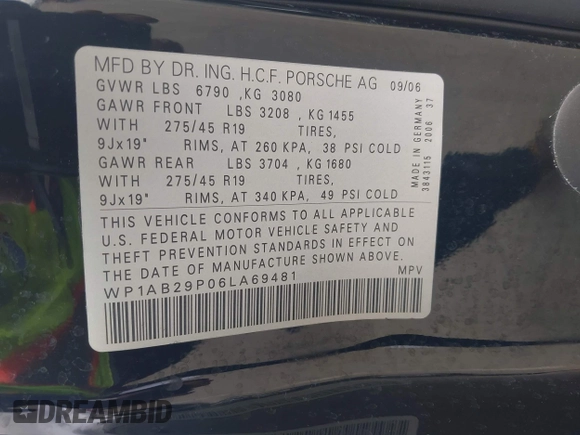 MFD BY DR. ING. H.C.F. PORSCHE AG 09/06
GVWR LBS 6790 ,KG 3080
GAWR FRONT LBS 3208 ,KG 1455
WITH 275/45 R19 TIRES,
9Jx19" RIMS, AT 260 KPA, 38 PSI COLD
GAWR REAR LBS 3704 ,KG 1680
WITH 275/45 R19 TIRES,
9Jx19" RIMS, AT 340 KPA, 49 PSI COLD
THIS VEHICLE CONFORMS TO ALL APPLICABLE
U.S. FEDERAL MOTOR VEHICLE SAFETY AND
THEFT PREVENTION STANDARDS IN EFFECT ON
THE DATE OF MANUFACTURE SHOWN ABOVE.
WP1AB29P06LA69481 MPV
MADE IN GERMANY
3843115 2006 37
DREAMBID